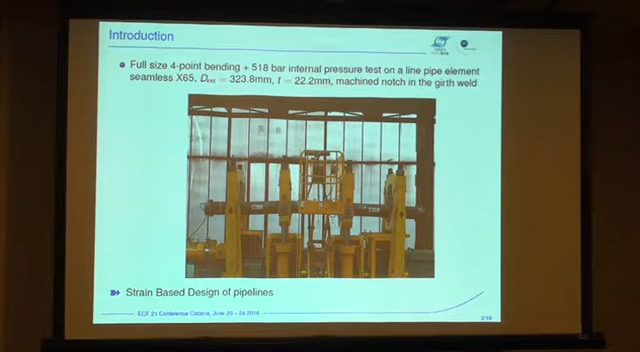 Introduction
Full size 4-point bending + 518 bar internal pressure test on a line pipe element
seamless X65, Dext = 323.8mm, t = 22.2mm, machined notch in the girth weld
Strain Based Design of pipelines
ECF 21 Conference Catania, June 20 – 24 2016
2/18